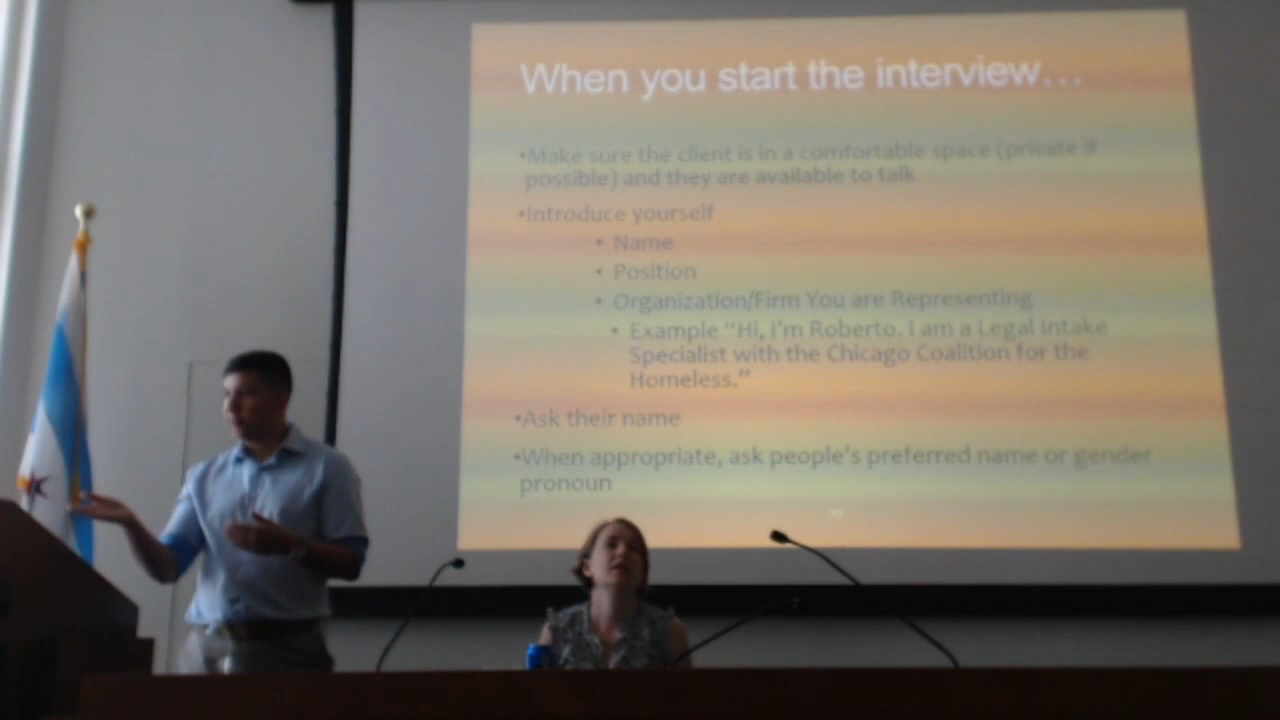 When you start the interview...
•Make sure the client is in a comfortable space (private if
possible) and they are available to talk
•Introduce yourself
• Name
• Position
• Organization/Firm You are Representing
• Example “Hi, I’m Roberto. I am a Legal Intake
Specialist with the Chicago Coalition for the
Homeless.”
•Ask their name
•When appropriate, ask people’s preferred name or gender
pronoun